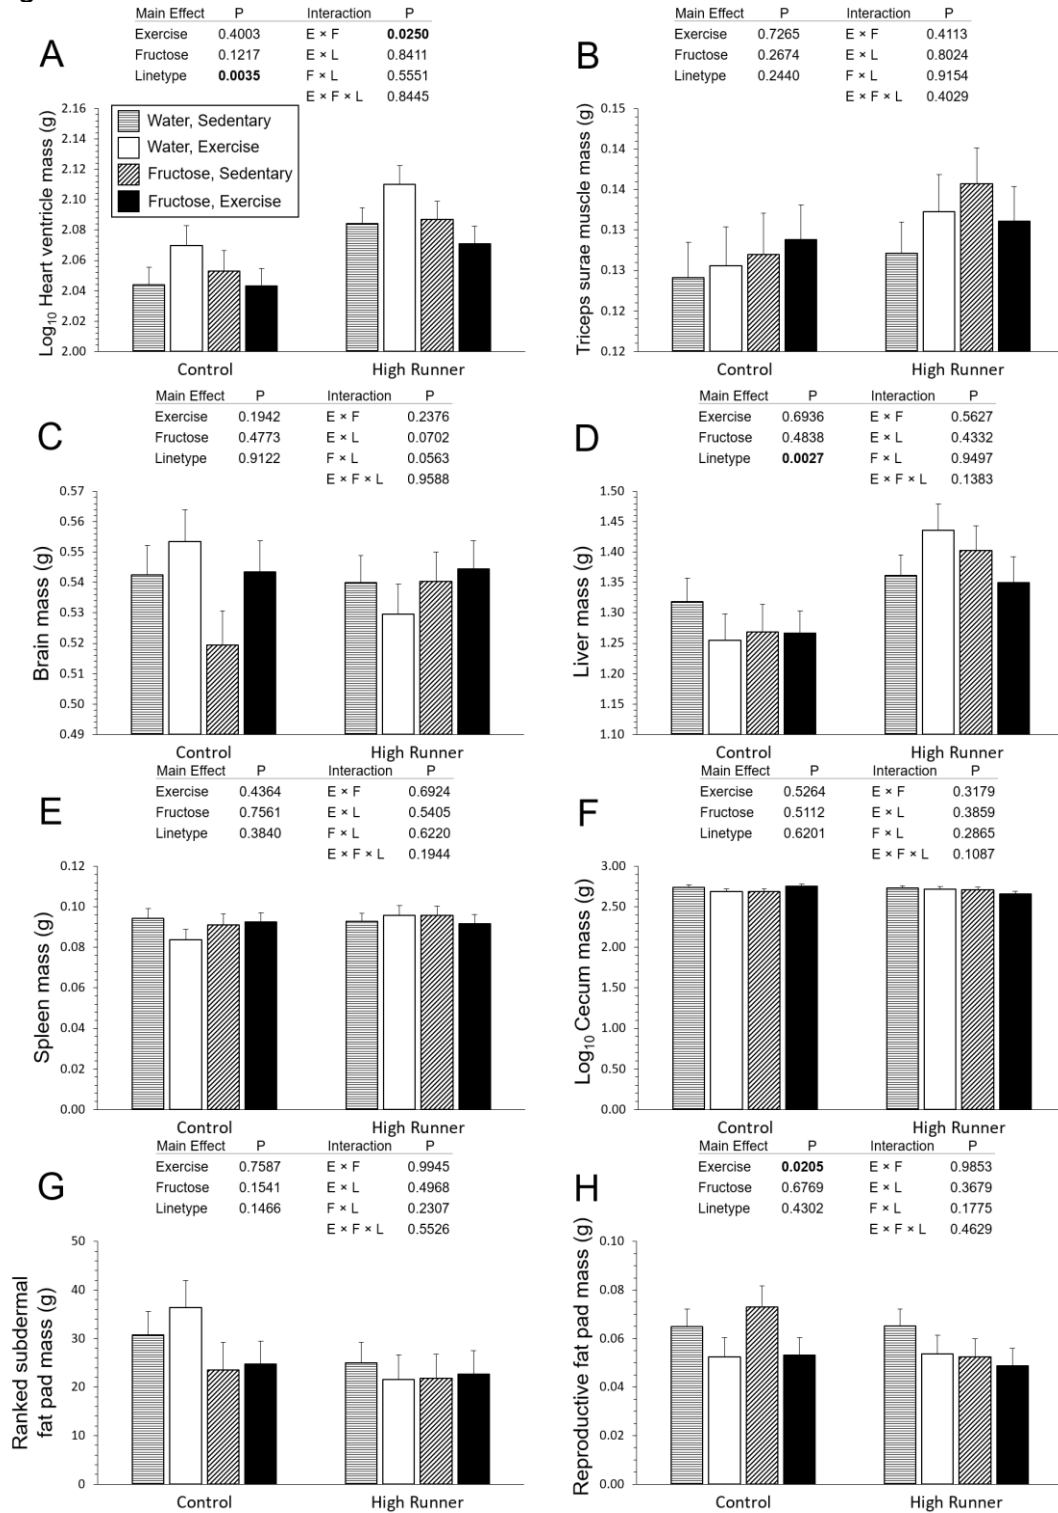 Main Effect P Interaction P
Exercise 0.4003 E × F 0.0250
Fructose 0.1217 E × L 0.8411
Linetype 0.0035 F × L 0.5551
E × F × L 0.8445
A
Log10 Heart ventricle mass (g)
2.16
2.14
2.12
2.10
2.08
2.06
2.04
2.02
2.00
Water, Sedentary
Water, Exercise
Fructose, Sedentary
Fructose, Exercise
Control High Runner
Main Effect P Interaction P
Exercise 0.7265 E × F 0.4113
Fructose 0.2674 E × L 0.8024
Linetype 0.2440 F × L 0.9154
E × F × L 0.4029
B
Triceps surae muscle mass (g)
0.15
0.14
0.14
0.13
0.13
0.12
0.12
Control High Runner
Main Effect P Interaction P
Exercise 0.1942 E × F 0.2376
Fructose 0.4773 E × L 0.0702
Linetype 0.9122 F × L 0.0563
E × F × L 0.9588
C
Brain mass (g)
0.57
0.56
0.55
0.54
0.53
0.52
0.51
0.50
0.49
Control High Runner
Main Effect P Interaction P
Exercise 0.6936 E × F 0.5627
Fructose 0.4838 E × L 0.4332
Linetype 0.0027 F × L 0.9497
E × F × L 0.1383
D
Liver mass (g)
1.50
1.45
1.40
1.35
1.30
1.25
1.20
1.15
1.10
Control High Runner
Main Effect P Interaction P
Exercise 0.4364 E × F 0.6924
Fructose 0.7561 E × L 0.5405
Linetype 0.3840 F × L 0.6220
E × F × L 0.1944
E
Spleen mass (g)
0.12
0.10
0.08
0.06
0.04
0.02
0.00
Control High Runner
Main Effect P Interaction P
Exercise 0.5264 E × F 0.3179
Fructose 0.5112 E × L 0.3859
Linetype 0.6201 F × L 0.2865
E × F × L 0.1087
F
Log10 Cecum mass (g)
3.00
2.50
2.00
1.50
1.00
0.50
0.00
Control High Runner
Main Effect P Interaction P
Exercise 0.7587 E × F 0.9945
Fructose 0.1541 E × L 0.4968
Linetype 0.1466 F × L 0.2307
E × F × L 0.5526
G
Ranked subdermal
fat pad mass (g)
50
40
30
20
10
0
Control High Runner
Main Effect P Interaction P
Exercise 0.0205 E × F 0.9853
Fructose 0.6769 E × L 0.3679
Linetype 0.4302 F × L 0.1775
E × F × L 0.4629
H
Reproductive fat pad mass (g)
0.10
0.08
0.06
0.04
0.02
0.00
Control High Runner